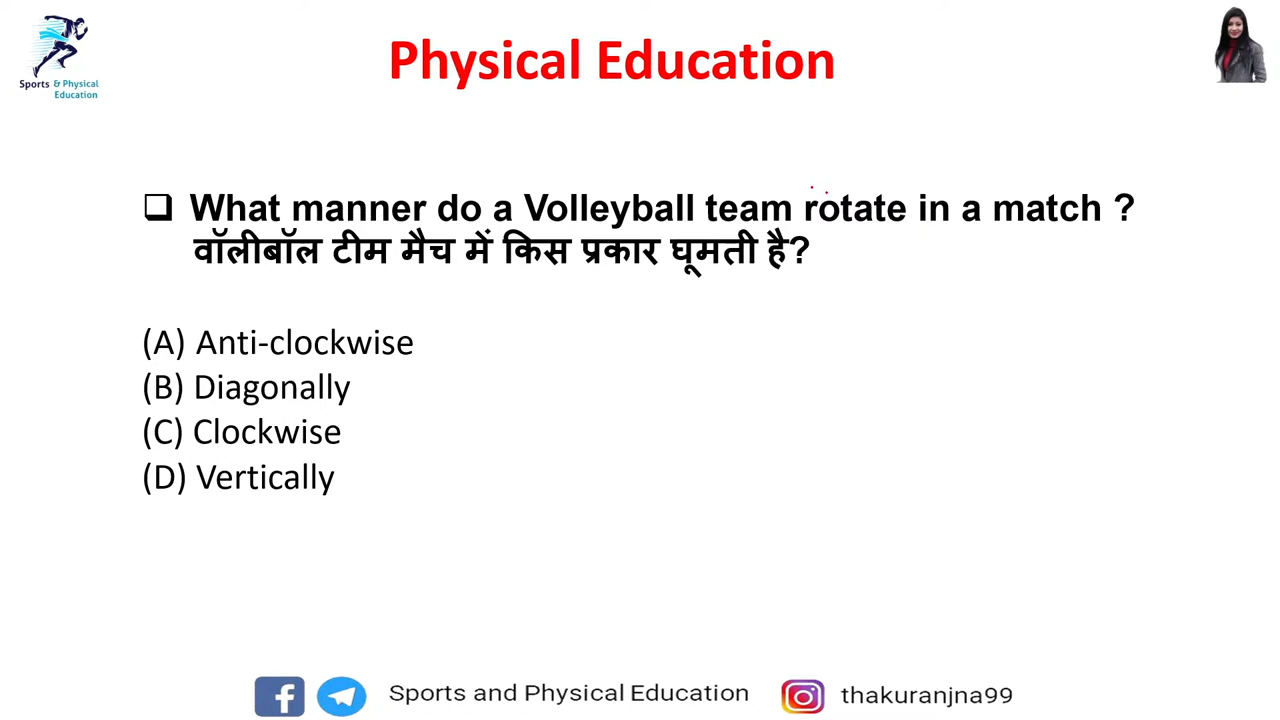 Sports & Physical
Education
Physical Education
❑ What manner do a Volleyball team rotate in a match ?
वॉलीबॉल टीम मैच में किस प्रकार घूमती है?
(A) Anti-clockwise
(B) Diagonally
(C) Clockwise
(D) Vertically
Sports and Physical Education thakuranjna99